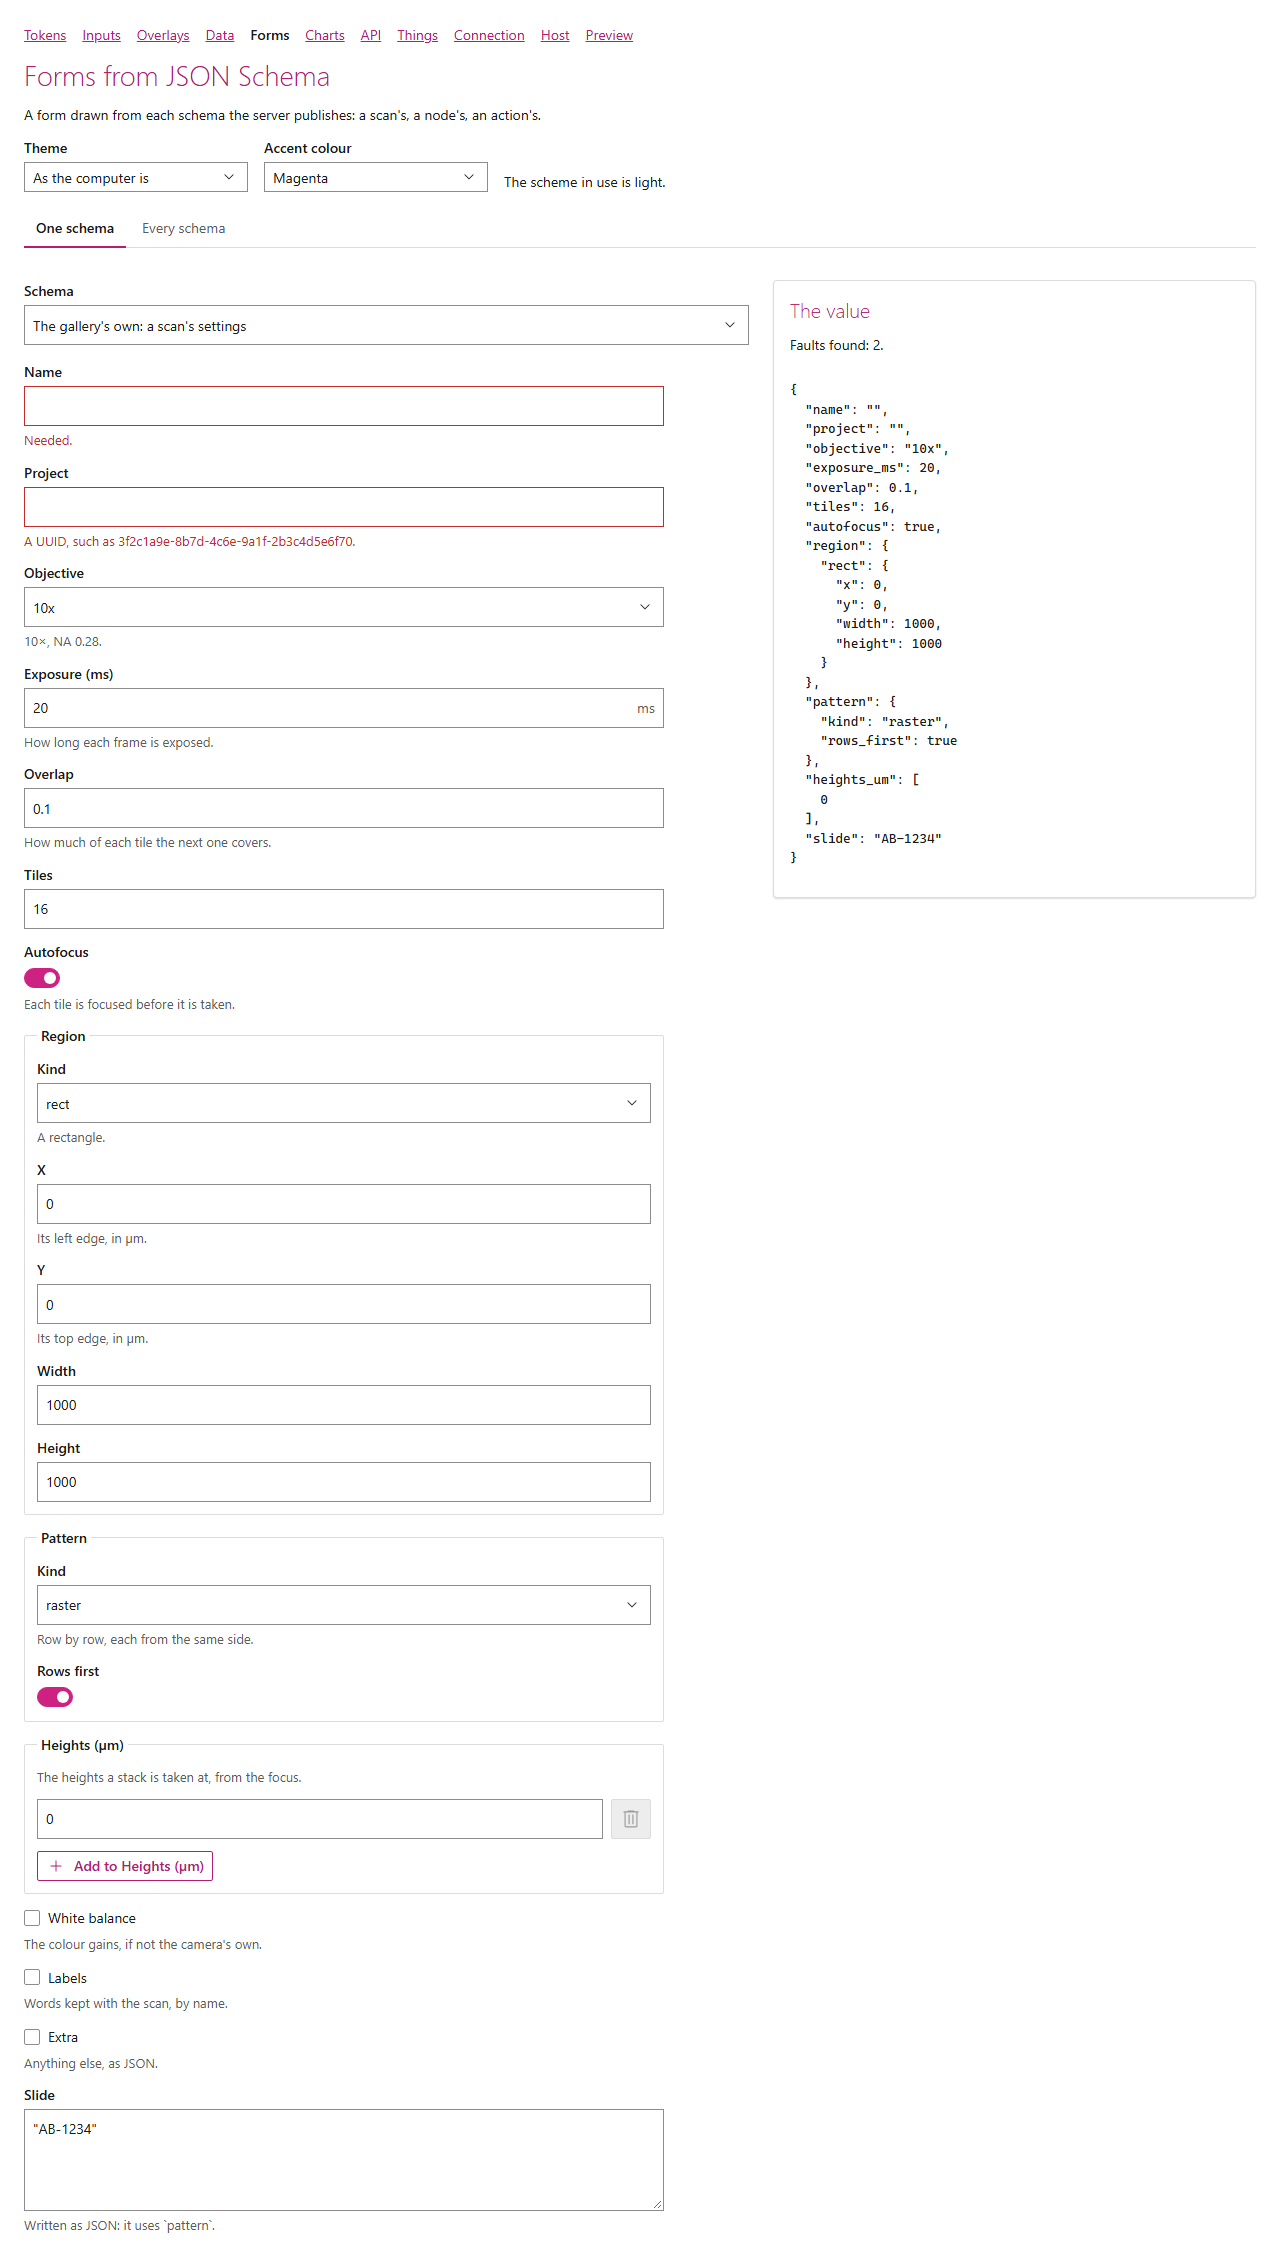 Tokens Inputs Overlays Data Forms Charts API Things Connection Host Preview
Forms from JSON Schema
A form drawn from each schema the server publishes: a scan's, a node's, an action's.
Theme Accent colour
As the computer is Magenta The scheme in use is light.
One schema Every schema
Schema
The gallery's own: a scan's settings
Name
Needed.
Project
A UUID, such as 3f2c1a9e-8b7d-4c6e-9a1f-2b3c4d5e6f70.
Objective
10x
10×, NA 0.28.
Exposure (ms)
20 ms
How long each frame is exposed.
Overlap
0.1
How much of each tile the next one covers.
Tiles
16
Autofocus
Each tile is focused before it is taken.
Region
Kind
rect
A rectangle.
X
0
Its left edge, in µm.
Y
0
Its top edge, in µm.
Width
1000
Height
1000
Pattern
Kind
raster
Row by row, each from the same side.
Rows first
Heights (µm)
The heights a stack is taken at, from the focus.
0
Add to Heights (µm)
White balance
The colour gains, if not the camera's own.
Labels
Words kept with the scan, by name.
Extra
Anything else, as JSON.
Slide
"AB-1234"
Written as JSON: it uses `pattern`.
The value
Faults found: 2.
{
"name": "",
"project": "",
"objective": "10x",
"exposure_ms": 20,
"overlap": 0.1,
"tiles": 16,
"autofocus": true,
"region": {
"rect": {
"x": 0,
"y": 0,
"width": 1000,
"height": 1000
}
},
"pattern": {
"kind": "raster",
"rows_first": true
},
"heights_um": [
0
],
"slide": "AB-1234"
}